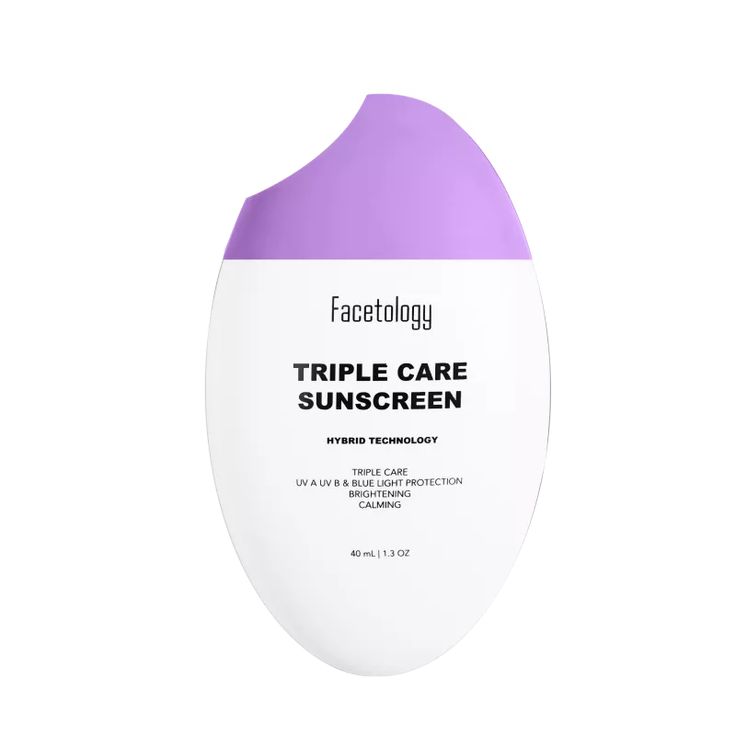 Facetology
TRIPLE CARE
SUNSCREEN
HYBRID TECHNOLOGY
TRIPLE CARE
UV A UV B & BLUE LIGHT PROTECTION
BRIGHTENING
CALMING
40 mL | 1.3 OZ